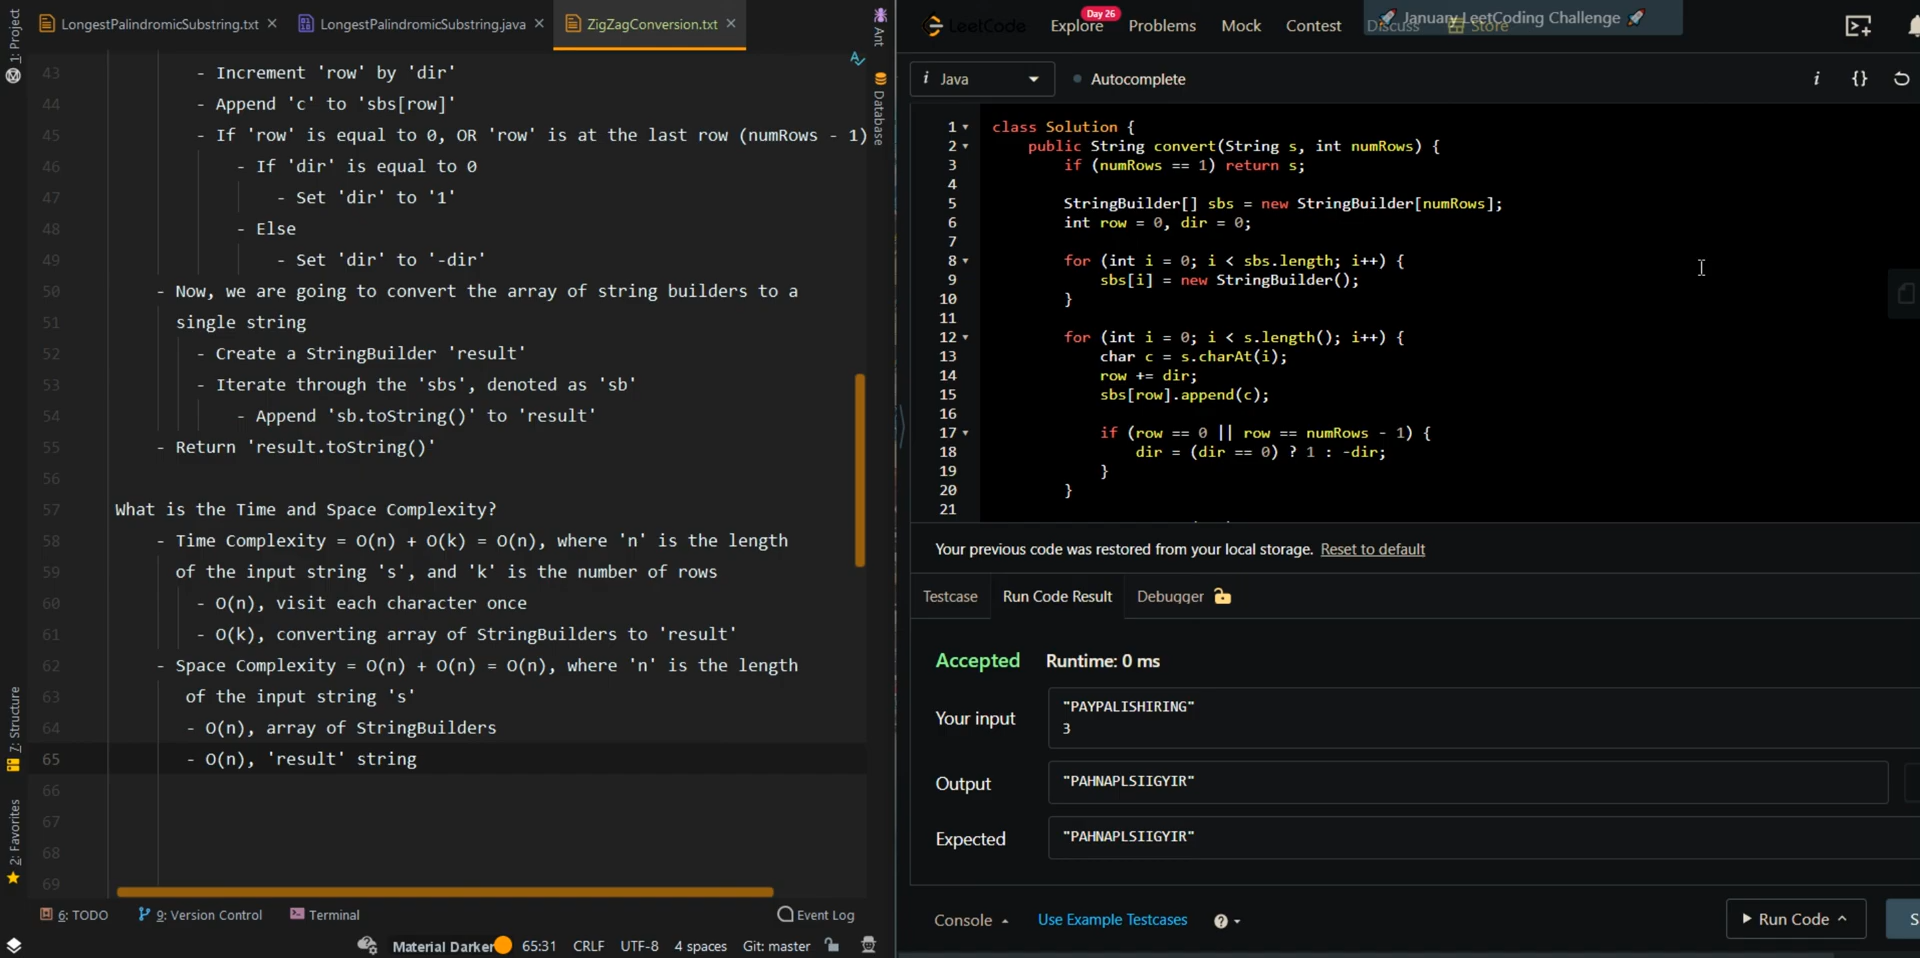 LongestPalindromicSubstring.txt
LongestPalindromicSubstring.java
ZigZagConversion.txt
1: Project
Ant
Database
7: Structure
2: Favorites
43 - Increment 'row' by 'dir'
44 - Append 'c' to 'sbs[row]'
45 - If 'row' is equal to 0, OR 'row' is at the last row (numRows - 1)
46 - If 'dir' is equal to 0
47 - Set 'dir' to '1'
48 - Else
49 - Set 'dir' to '-dir'
50 - Now, we are going to convert the array of string builders to a
51 single string
52 - Create a StringBuilder 'result'
53 - Iterate through the 'sbs', denoted as 'sb'
54 - Append 'sb.toString()' to 'result'
55 - Return 'result.toString()'
56
57 What is the Time and Space Complexity?
58 - Time Complexity = O(n) + O(k) = O(n), where 'n' is the length
59 of the input string 's', and 'k' is the number of rows
60 - O(n), visit each character once
61 - O(k), converting array of StringBuilders to 'result'
62 - Space Complexity = O(n) + O(n) = O(n), where 'n' is the length
63 of the input string 's'
64 - O(n), array of StringBuilders
65 - O(n), 'result' string
66
67
68
69
6: TODO
9: Version Control
Terminal
Event Log
Material Darker
65:31
CRLF
UTF-8
4 spaces
Git: master
LeetCode
Explore
Day 26
Problems
Mock
Contest
Discuss
Store
January LeetCoding Challenge
i Java
Autocomplete
i {}
1 class Solution {
2 public String convert(String s, int numRows) {
3 if (numRows == 1) return s;
4
5 StringBuilder[] sbs = new StringBuilder[numRows];
6 int row = 0, dir = 0;
7
8 for (int i = 0; i < sbs.length; i++) {
9 sbs[i] = new StringBuilder();
10 }
11
12 for (int i = 0; i < s.length(); i++) {
13 char c = s.charAt(i);
14 row += dir;
15 sbs[row].append(c);
16
17 if (row == 0 || row == numRows - 1) {
18 dir = (dir == 0) ? 1 : -dir;
19 }
20 }
21
Your previous code was restored from your local storage. Reset to default
Testcase
Run Code Result
Debugger
Accepted
Runtime: 0 ms
Your input
"PAYPALISHIRING"
3
Output
"PAHNAPLSIIGYIR"
Expected
"PAHNAPLSIIGYIR"
Console
Use Example Testcases
?
Run Code
S